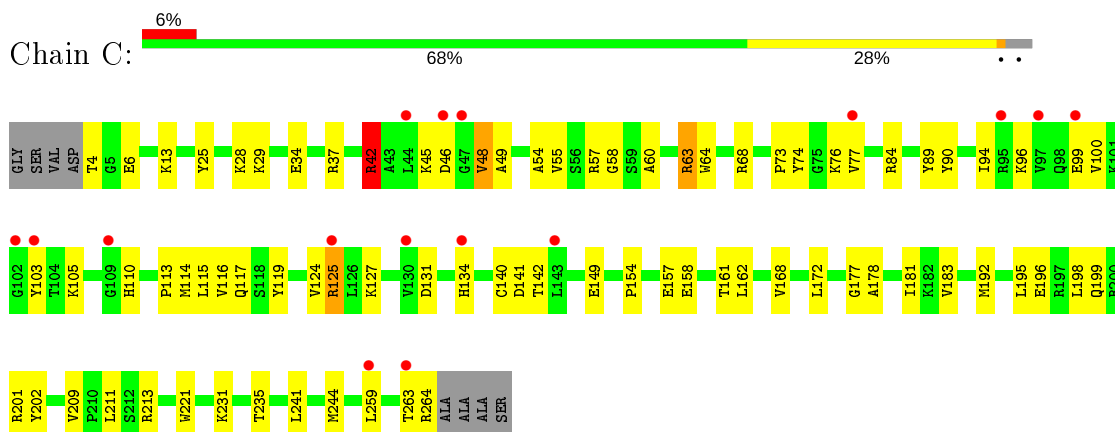 6%
Chain C:
68% 28% • •
GLY SER VAL ASP T4 G5 E6 K13 Y25 K28 K29 E34 R37 R42 A43 L44 K45 D46 G47 V48 A49 A54 V55 S56 R57 G58 S59 A60 R63 W64 R68 P73 Y74 G75 K76 V77 R84 Y89 Y90 I94 R95 K96 V97 Q98 E99 V100 K101
G102 Y103 T104 K105 G109 H110 P113 M114 L115 V116 Q117 S118 Y119 V124 R125 L126 K127 V130 D131 H134 C140 D141 T142 L143 E149 P154 E157 E158 T161 L162 V168 L172 G177 A178 I181 K182 V183 M192 L195 E196 R197 L198 Q199 P200
R201 Y202 V209 P210 L211 S212 R213 W221 K231 T235 L241 M244 L259 T263 R264 ALA ALA ALA SER